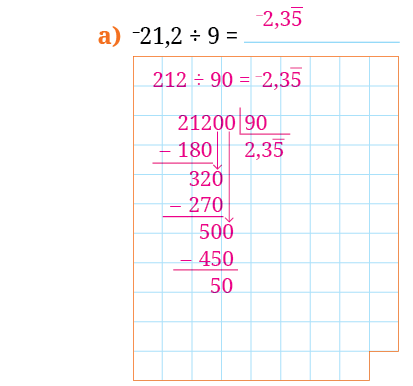 ⁻2,35̅
a) ⁻21,2 ÷ 9 =
212 ÷ 90 = ⁻2,35̅
21200 90
– 180 2,35̅
320
– 270
500
– 450
50